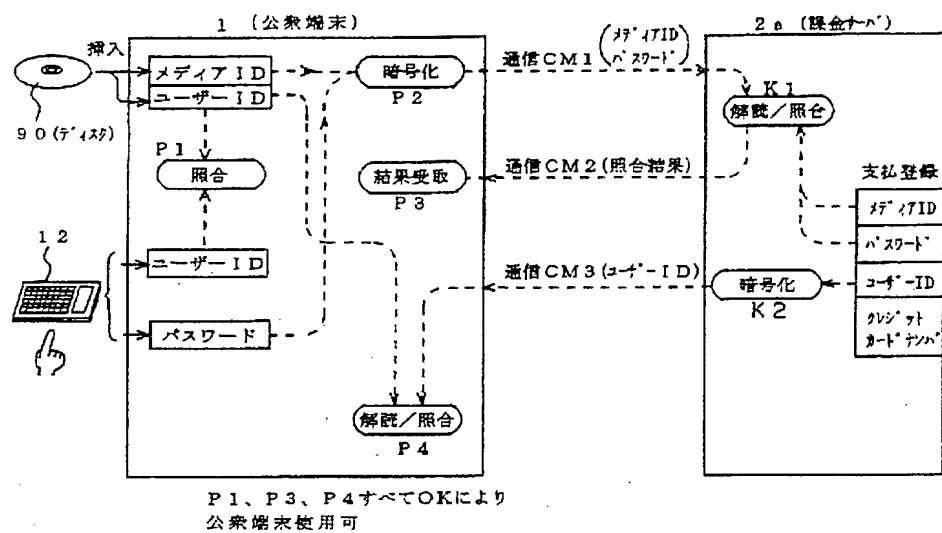 1 (公衆端末)
2a (課金サーバ)
挿入
メディアID
ユーザーID
90(ディスク)
暗号化
P2
通信CM1(メディアID
パスワード)
K1
解読/照合
P1
照合
結果受取
P3
通信CM2(照合結果)
支払登録
メディアID
パスワード
ユーザーID
クレジット
カードナンバ
12
ユーザーID
パスワード
通信CM3(ユーザーID)
暗号化
K2
解読/照合
P4
P1、P3、P4すべてOKにより
公衆端末使用可